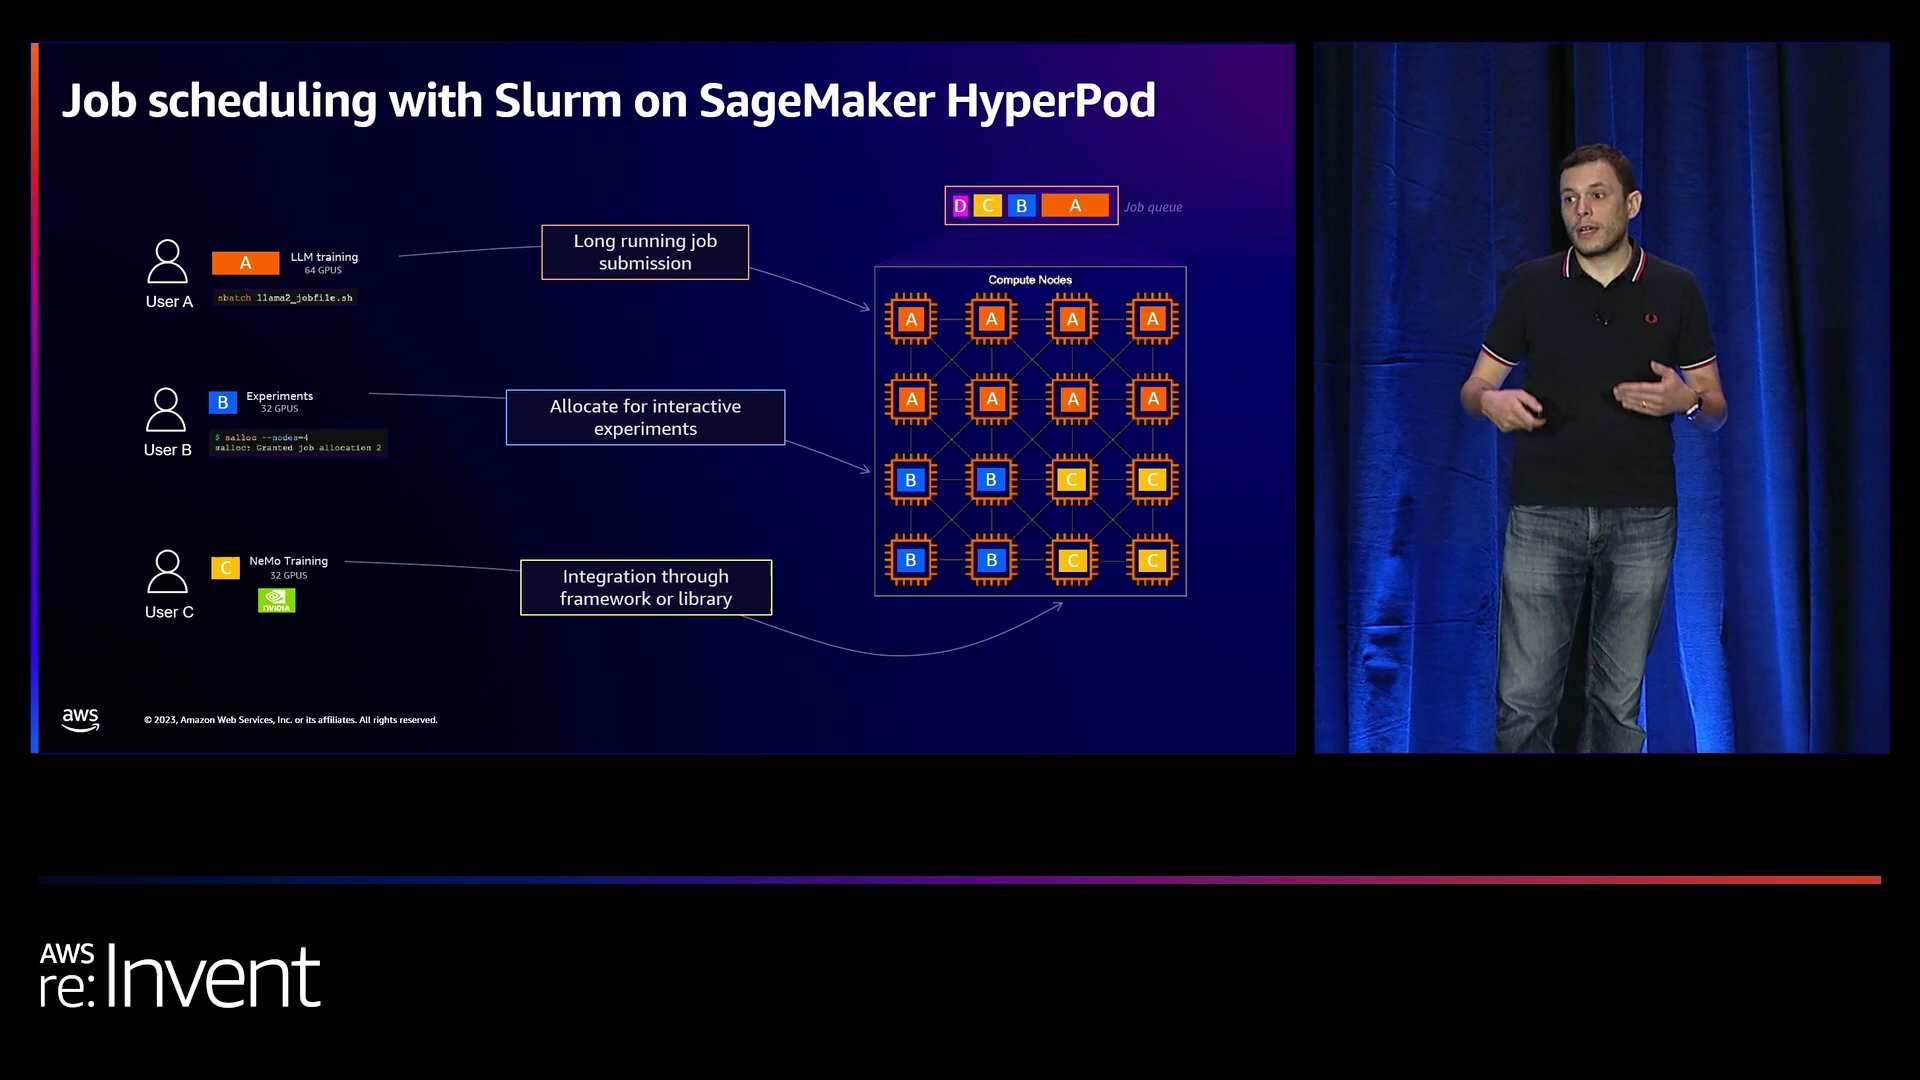 Job scheduling with Slurm on SageMaker HyperPod
D C B A
Job queue
A
LLM training
64 GPUS
sbatch llama2_jobfile.sh
User A
Long running job
submission
B
Experiments
32 GPUS
$ salloc --nodes=4
salloc: Granted job allocation 2
User B
Allocate for interactive
experiments
C
NeMo Training
32 GPUS
NVIDIA
User C
Integration through
framework or library
Compute Nodes
A A A A
A A A A
B B C C
B B C C
aws
© 2023, Amazon Web Services, Inc. or its affiliates. All rights reserved.
AWS
re:Invent